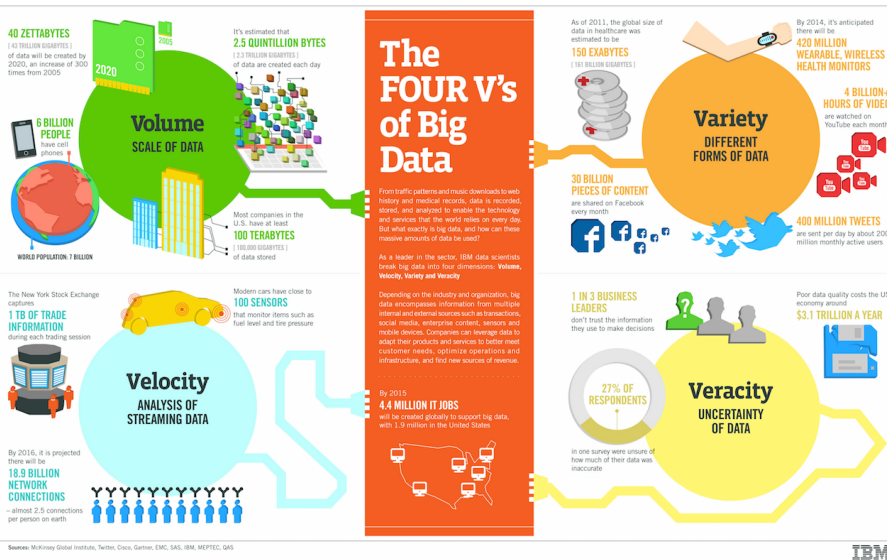 40 ZETTABYTES
[ 43 TRILLION GIGABYTES ]
of data will be created by
2020, an increase of 300
times from 2005
2005
2020
It's estimated that
2.5 QUINTILLION BYTES
[ 2.3 TRILLION GIGABYTES ]
of data are created each day
6 BILLION
PEOPLE
have cell
phones
WORLD POPULATION: 7 BILLION
Volume
SCALE OF DATA
Most companies in the
U.S. have at least
100 TERABYTES
[ 100,000 GIGABYTES ]
of data stored
The New York Stock Exchange
captures
1 TB OF TRADE
INFORMATION
during each trading session
Modern cars have close to
100 SENSORS
that monitor items such as
fuel level and tire pressure
Velocity
ANALYSIS OF
STREAMING DATA
By 2016, it is projected
there will be
18.9 BILLION
NETWORK
CONNECTIONS
– almost 2.5 connections
per person on earth
The
FOUR V's
of Big
Data
From traffic patterns and music downloads to web
history and medical records, data is recorded,
stored, and analyzed to enable the technology
and services that the world relies on every day.
But what exactly is big data, and how can these
massive amounts of data be used?
As a leader in the sector, IBM data scientists
break big data into four dimensions: Volume,
Velocity, Variety and Veracity
Depending on the industry and organization, big
data encompasses information from multiple
internal and external sources such as transactions,
social media, enterprise content, sensors and
mobile devices. Companies can leverage data to
adapt their products and services to better meet
customer needs, optimize operations and
infrastructure, and find new sources of revenue.
By 2015
4.4 MILLION IT JOBS
will be created globally to support big data,
with 1.9 million in the United States
As of 2011, the global size of
data in healthcare was
estimated to be
150 EXABYTES
[ 161 BILLION GIGABYTES ]
By 2014, it's anticipated
there will be
420 MILLION
WEARABLE, WIRELESS
HEALTH MONITORS
4 BILLION+
HOURS OF VIDEO
are watched on
YouTube each month
You
Tube
You
Tube
You
Tube
You
Tube
Variety
DIFFERENT
FORMS OF DATA
30 BILLION
PIECES OF CONTENT
are shared on Facebook
every month
400 MILLION TWEETS
are sent per day by about 200
million monthly active users
1 IN 3 BUSINESS
LEADERS
don't trust the information
they use to make decisions
?
Poor data quality costs the US
economy around
$3.1 TRILLION A YEAR
27% OF
RESPONDENTS
in one survey were unsure of
how much of their data was
inaccurate
Veracity
UNCERTAINTY
OF DATA
Sources: McKinsey Global Institute, Twitter, Cisco, Gartner, EMC, SAS, IBM, MEPTEC, QAS
IBM